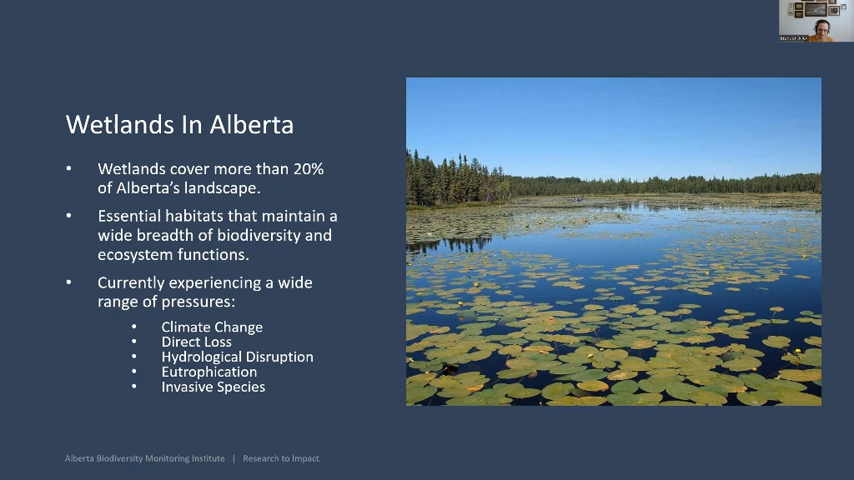 Wetlands In Alberta
• Wetlands cover more than 20%
of Alberta's landscape.
• Essential habitats that maintain a
wide breadth of biodiversity and
ecosystem functions.
• Currently experiencing a wide
range of pressures:
• Climate Change
• Direct Loss
• Hydrological Disruption
• Eutrophication
• Invasive Species
Alberta Biodiversity Monitoring Institute | Research to Impact